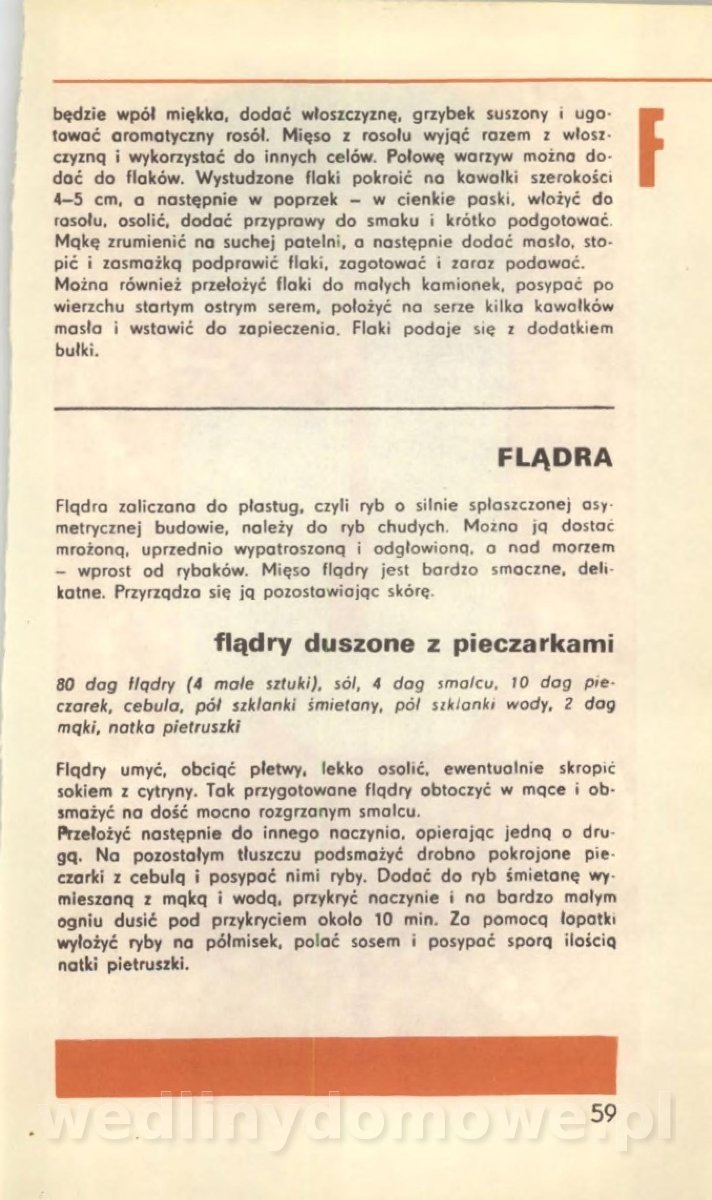 będzie wpół miękka, dodać włoszczyznę, grzybek suszony i ugo-
tować aromatyczny rosół. Mięso z rosołu wyjąć razem z włosz-
czyzną i wykorzystać do innych celów. Połowę warzyw można do-
dać do flaków. Wystudzone flaki pokroić na kawałki szerokości
4–5 cm, a następnie w poprzek – w cienkie paski, włożyć do
rosołu, osolić, dodać przyprawy do smaku i krótko podgotować.
Mąkę zrumienić na suchej patelni, a następnie dodać masło, sto-
pić i zasmażką podprawić flaki, zagotować i zaraz podawać.
Można również przełożyć flaki do małych kamionek, posypać po
wierzchu startym ostrym serem, położyć na serze kilka kawałków
masła i wstawić do zapieczenia. Flaki podaje się z dodatkiem
bułki.
F
FLĄDRA
Flądra zaliczana do płastug, czyli ryb o silnie spłaszczonej asy-
metrycznej budowie, należy do ryb chudych. Można ją dostać
mrożoną, uprzednio wypatroszoną i odgłowioną, a nad morzem
– wprost od rybaków. Mięso flądry jest bardzo smaczne, deli-
katne. Przyrządza się ją pozostawiając skórę.
flądry duszone z pieczarkami
80 dag flądry (4 małe sztuki), sól, 4 dag smalcu, 10 dag pie-
czarek, cebula, pół szklanki śmietany, pół szklanki wody, 2 dag
mąki, natka pietruszki
Flądry umyć, obciąć płetwy, lekko osolić, ewentualnie skropić
sokiem z cytryny. Tak przygotowane flądry obtoczyć w mące i ob-
smażyć na dość mocno rozgrzanym smalcu.
Przełożyć następnie do innego naczynia, opierając jedną o dru-
gą. Na pozostałym tłuszczu podsmażyć drobno pokrojone pie-
czarki z cebulą i posypać nimi ryby. Dodać do ryb śmietanę wy-
mieszaną z mąką i wodą, przykryć naczynie i na bardzo małym
ogniu dusić pod przykryciem około 10 min. Za pomocą łopatki
wyłożyć ryby na półmisek, polać sosem i posypać sporą ilością
natki pietruszki.
59
wedlinydomowe.pl